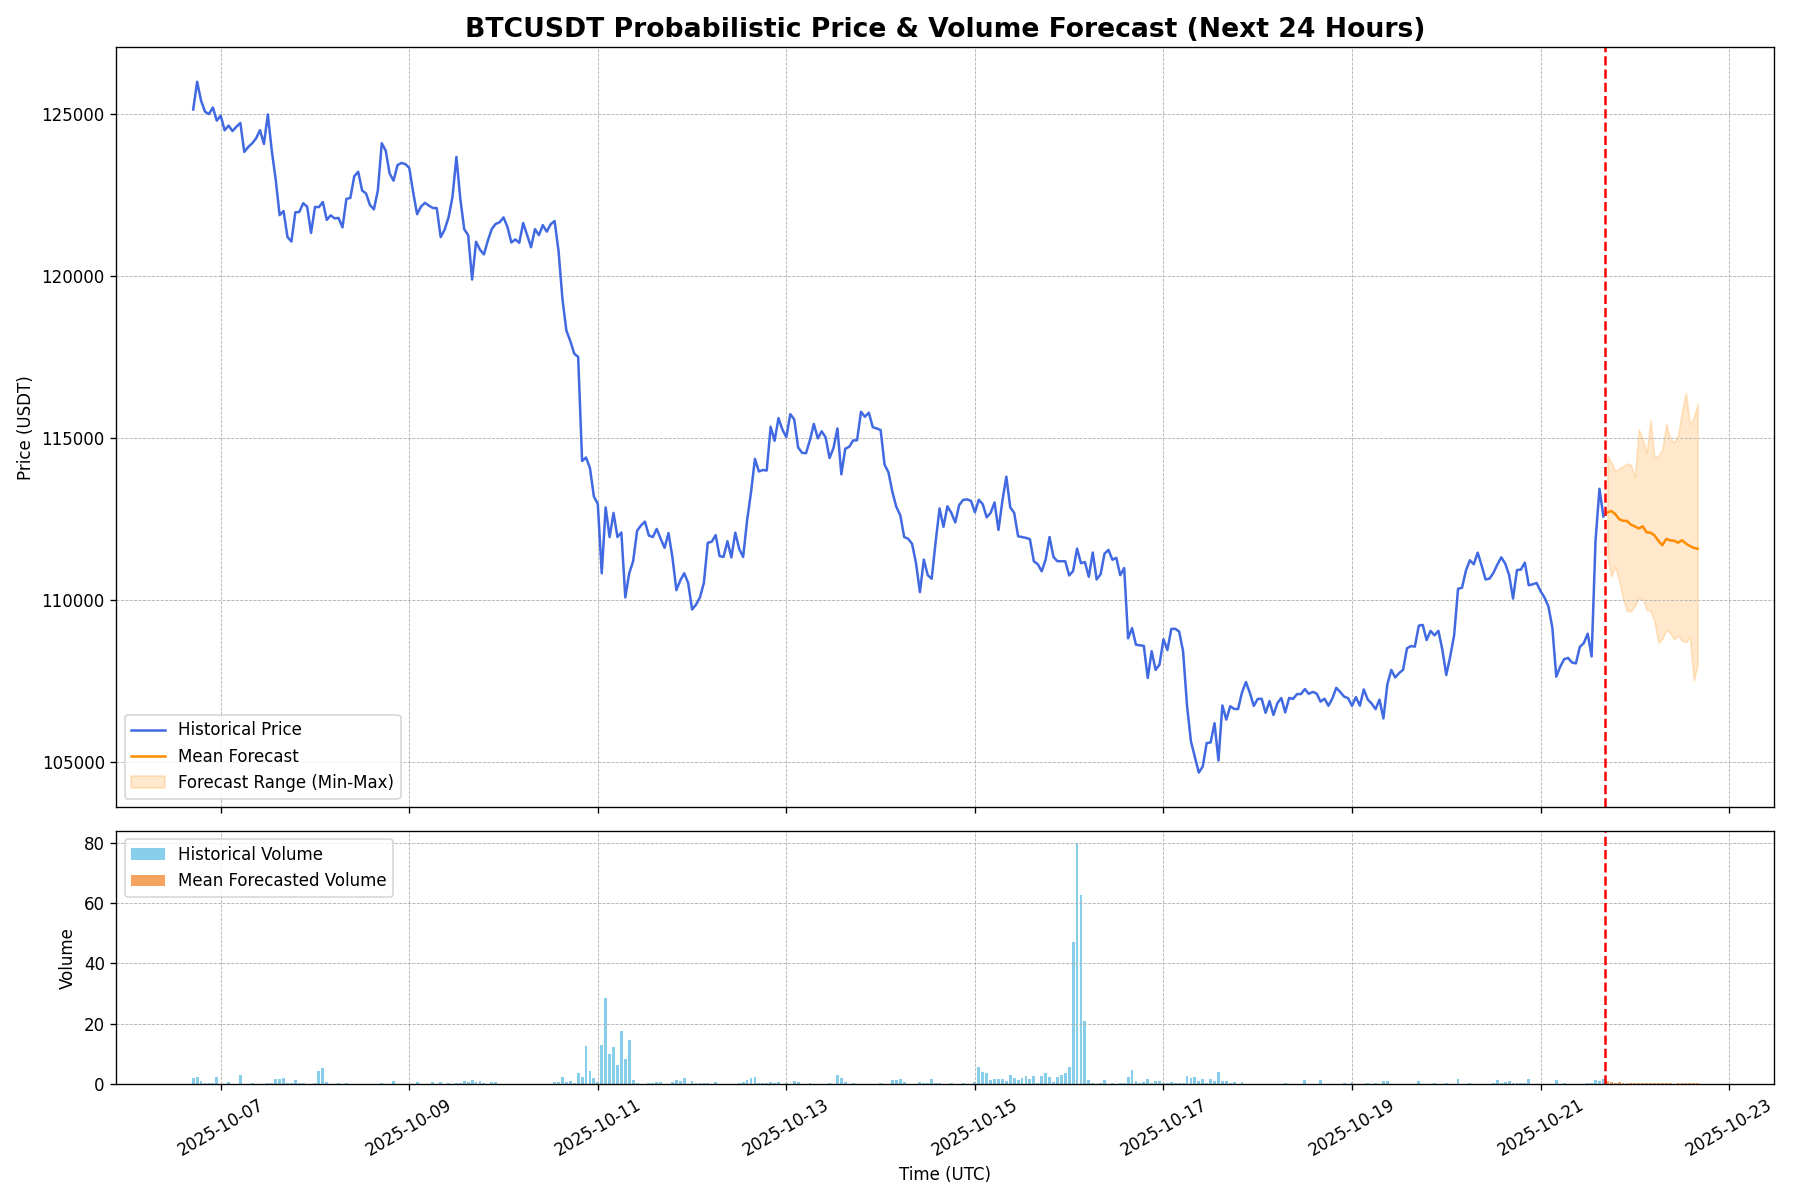 BTCUSDT Probabilistic Price & Volume Forecast (Next 24 Hours)
125000
120000
115000
110000
105000
Price (USDT)
Historical Price
Mean Forecast
Forecast Range (Min-Max)
80
60
40
20
0
Volume
Historical Volume
Mean Forecasted Volume
2025-10-07
2025-10-09
2025-10-11
2025-10-13
2025-10-15
2025-10-17
2025-10-19
2025-10-21
2025-10-23
Time (UTC)